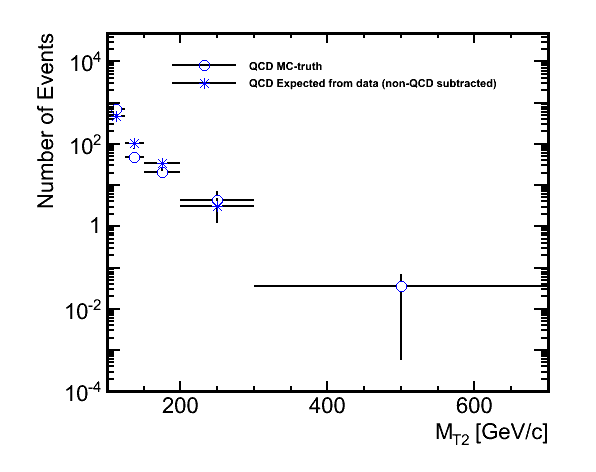 Number of Events
10^4
10^2
1
10^-2
10^-4
QCD MC-truth
QCD Expected from data (non-QCD subtracted)
200 400 600
M_T2 [GeV/c]